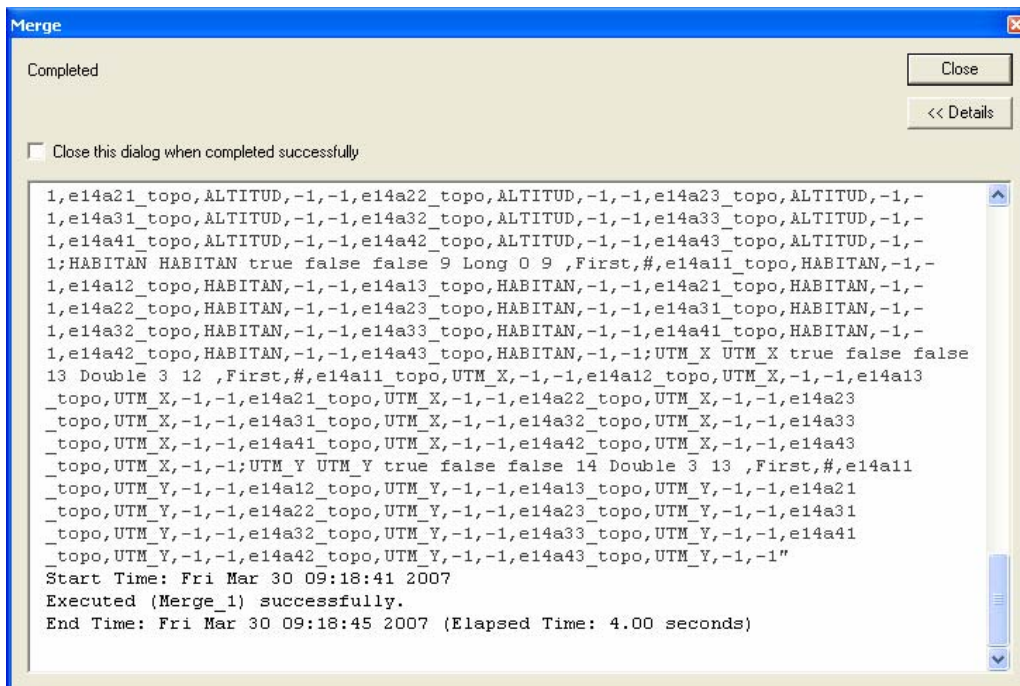 Merge
Completed
Close
<< Details
Close this dialog when completed successfully
1,e14a21_topo,ALTITUD,-1,-1,e14a22_topo,ALTITUD,-1,-1,e14a23_topo,ALTITUD,-1,-
1,e14a31_topo,ALTITUD,-1,-1,e14a32_topo,ALTITUD,-1,-1,e14a33_topo,ALTITUD,-1,-
1,e14a41_topo,ALTITUD,-1,-1,e14a42_topo,ALTITUD,-1,-1,e14a43_topo,ALTITUD,-1,-
1;HABITAN HABITAN true false false 9 Long 0 9 ,First,#,e14a11_topo,HABITAN,-1,-
1,e14a12_topo,HABITAN,-1,-1,e14a13_topo,HABITAN,-1,-1,e14a21_topo,HABITAN,-1,-
1,e14a22_topo,HABITAN,-1,-1,e14a23_topo,HABITAN,-1,-1,e14a31_topo,HABITAN,-1,-
1,e14a32_topo,HABITAN,-1,-1,e14a33_topo,HABITAN,-1,-1,e14a41_topo,HABITAN,-1,-
1,e14a42_topo,HABITAN,-1,-1,e14a43_topo,HABITAN,-1,-1;UTM_X UTM_X true false false
13 Double 3 12 ,First,#,e14a11_topo,UTM_X,-1,-1,e14a12_topo,UTM_X,-1,-1,e14a13
_topo,UTM_X,-1,-1,e14a21_topo,UTM_X,-1,-1,e14a22_topo,UTM_X,-1,-1,e14a23
_topo,UTM_X,-1,-1,e14a31_topo,UTM_X,-1,-1,e14a32_topo,UTM_X,-1,-1,e14a33
_topo,UTM_X,-1,-1,e14a41_topo,UTM_X,-1,-1,e14a42_topo,UTM_X,-1,-1,e14a43
_topo,UTM_X,-1,-1;UTM_Y UTM_Y true false false 14 Double 3 13 ,First,#,e14a11
_topo,UTM_Y,-1,-1,e14a12_topo,UTM_Y,-1,-1,e14a13_topo,UTM_Y,-1,-1,e14a21
_topo,UTM_Y,-1,-1,e14a22_topo,UTM_Y,-1,-1,e14a23_topo,UTM_Y,-1,-1,e14a31
_topo,UTM_Y,-1,-1,e14a32_topo,UTM_Y,-1,-1,e14a33_topo,UTM_Y,-1,-1,e14a41
_topo,UTM_Y,-1,-1,e14a42_topo,UTM_Y,-1,-1,e14a43_topo,UTM_Y,-1,-1"
Start Time: Fri Mar 30 09:18:41 2007
Executed (Merge_1) successfully.
End Time: Fri Mar 30 09:18:45 2007 (Elapsed Time: 4.00 seconds)